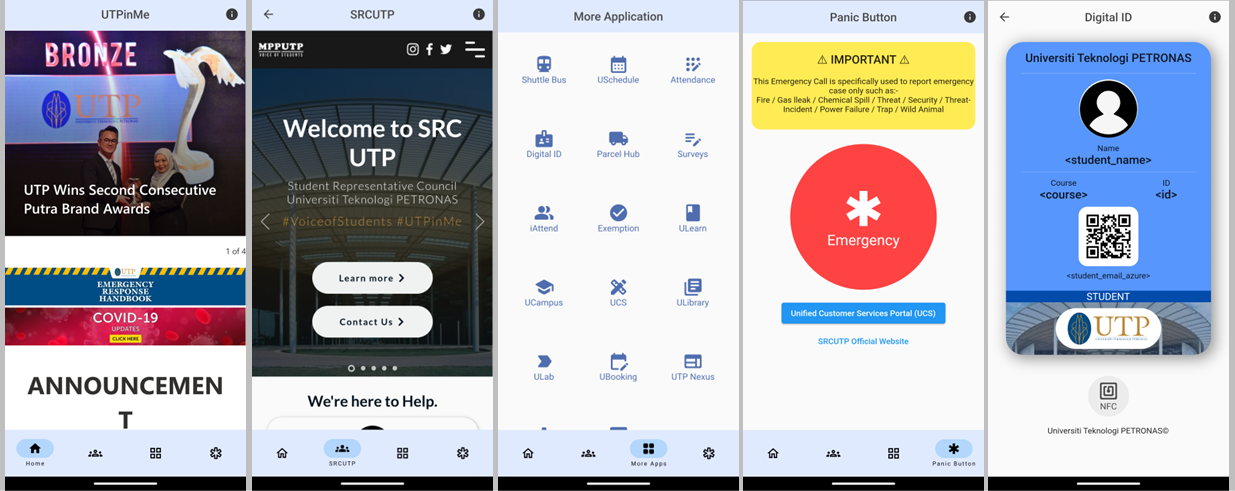 UTPinMe
BRONZE
UTP
UTP Wins Second Consecutive
Putra Brand Awards
1 of 4
UTP
EMERGENCY
RESPONSE
HANDBOOK
COVID-19
UPDATES
CLICK HERE
ANNOUNCEMEN
T
Home
SRCUTP
MPPUTP
VOICE OF STUDENTS
Welcome to SRC
UTP
Student Representative Council
Universiti Teknologi PETRONAS
#VoiceofStudents #UTPinMe
Learn more
Contact Us
We're here to Help.
SRCUTP
More Application
Shuttle Bus
USchedule
Attendance
Digital ID
Parcel Hub
Surveys
iAttend
Exemption
ULearn
UCampus
UCS
ULibrary
ULab
UBooking
UTP Nexus
More Apps
Panic Button
⚠ IMPORTANT ⚠
This Emergency Call is specifically used to report emergency
case only such as:-
Fire / Gas lleak / Chemical Spill / Threat / Security / Threat-
Incident / Power Failure / Trap / Wild Animal
Emergency
Unified Customer Services Portal (UCS)
SRCUTP Official Website
Panic Button
Digital ID
Universiti Teknologi PETRONAS
Name
<student_name>
Course
<course>
ID
<id>
<student_email_azure>
STUDENT
UTP
NFC
Universiti Teknologi PETRONAS©